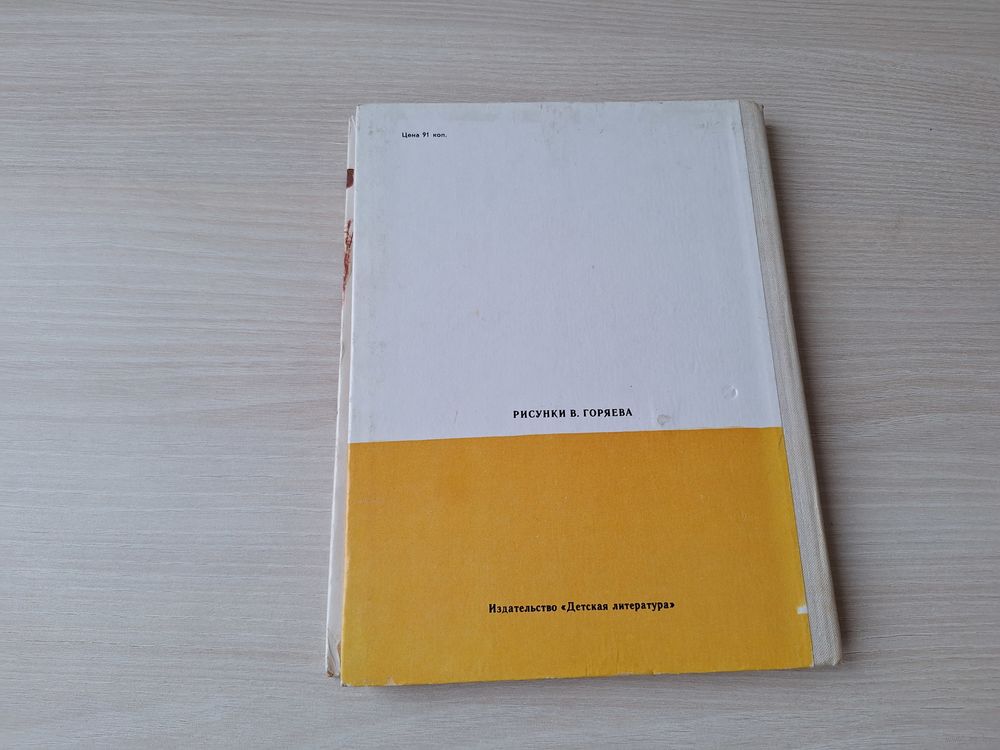 Цена 91 коп.
РИСУНКИ В. ГОРЯЕВА
Издательство «Детская литература»